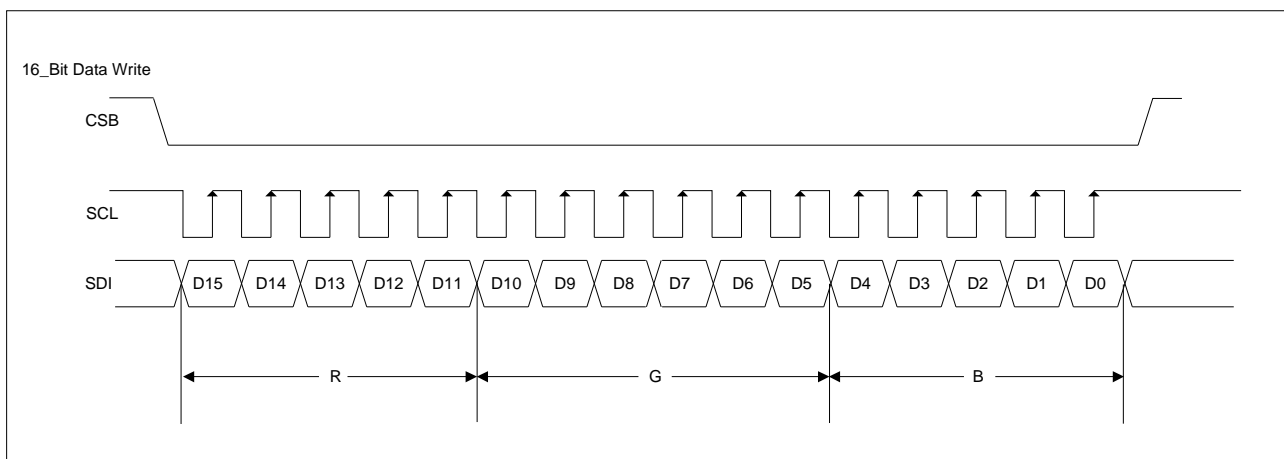 16_Bit Data Write
CSB
SCL
SDI D15 D14 D13 D12 D11 D10 D9 D8 D7 D6 D5 D4 D3 D2 D1 D0
R G B